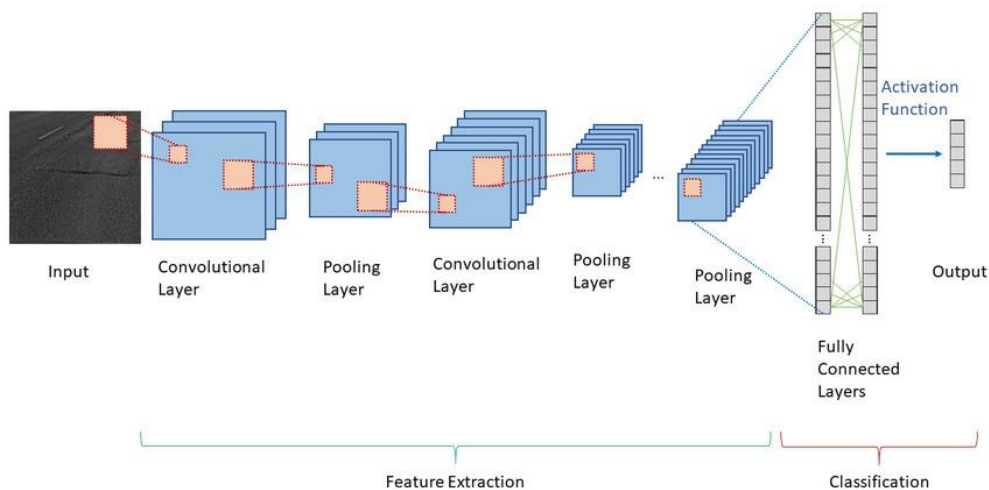 Activation
Function
Input
Convolutional
Layer
Pooling
Layer
Convolutional
Layer
Pooling
Layer
...
Pooling
Layer
Output
Fully
Connected
Layers
Feature Extraction
Classification